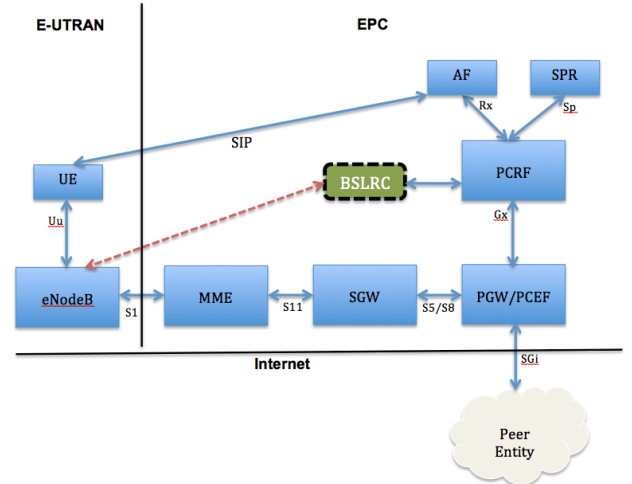 E-UTRAN
EPC
AF
SPR
Rx
Sp
SIP
UE
BSLRC
PCRF
Uu
Gx
eNodeB
MME
SGW
PGW/PCEF
S1
S11
S5/S8
Internet
SGi
Peer
Entity